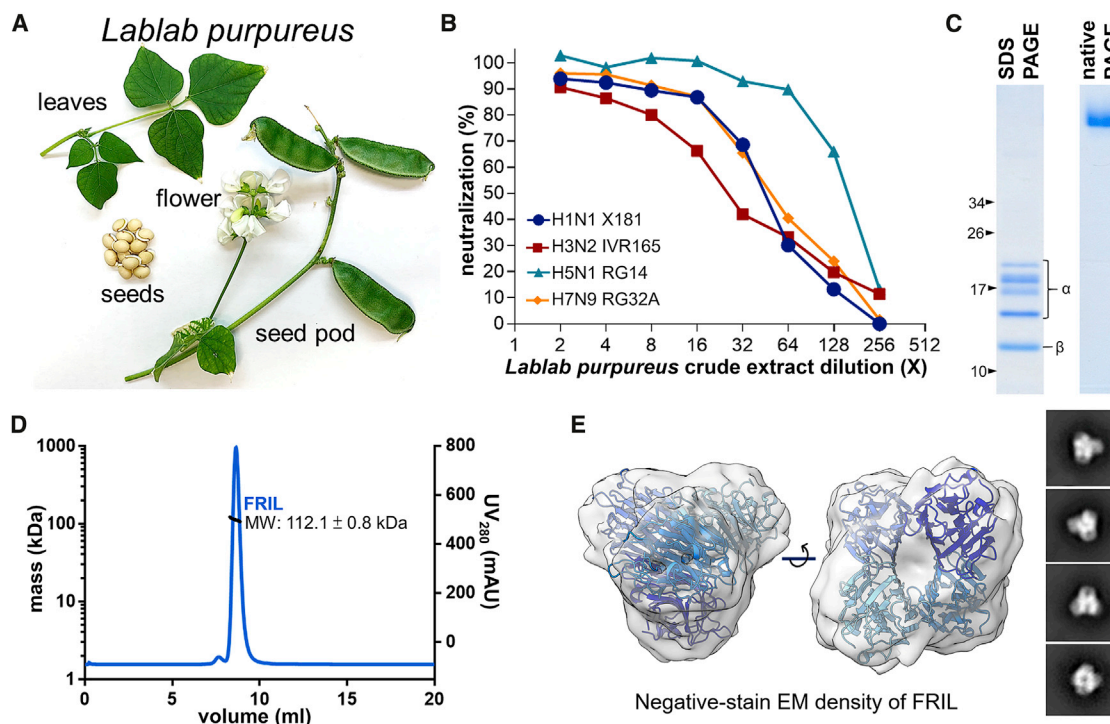 A
Lablab purpureus
leaves
flower
seeds
seed pod
B
neutralization (%)
100
90
80
70
60
50
40
30
20
10
0
H1N1 X181
H3N2 IVR165
H5N1 RG14
H7N9 RG32A
1 2 4 8 16 32 64 128 256 512
Lablab purpureus crude extract dilution (X)
C
SDS
PAGE
native
PAGE
34
26
17
10
α
β
D
mass (kDa)
1000
100
10
1
FRIL
MW: 112.1 ± 0.8 kDa
800
600
400
200
0
UV280 (mAU)
0 5 10 15 20
volume (ml)
E
Negative-stain EM density of FRIL